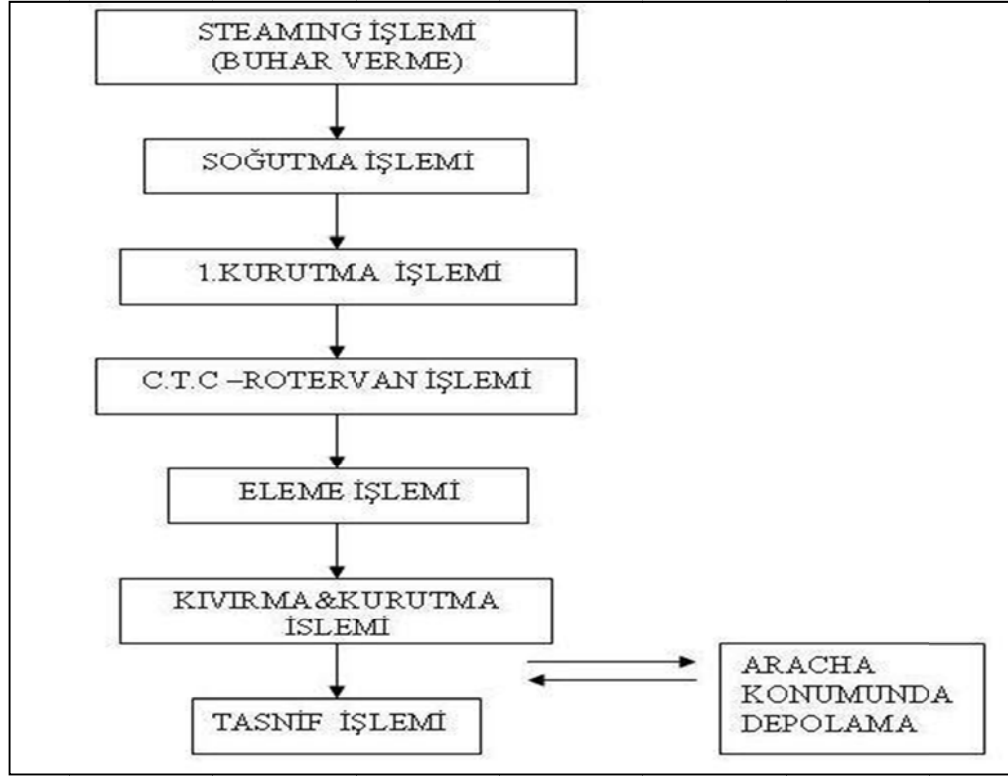 STEAMING İŞLEMİ
(BUHAR VERME)
SOĞUTMA İŞLEMİ
1.KURUTMA İŞLEMİ
C.T.C –ROTERVAN İŞLEMİ
ELEME İŞLEMİ
KIVIRMA&KURUTMA
İSLEMİ
TASNİF İŞLEMİ
ARACHA
KONUMUNDA
DEPOLAMA